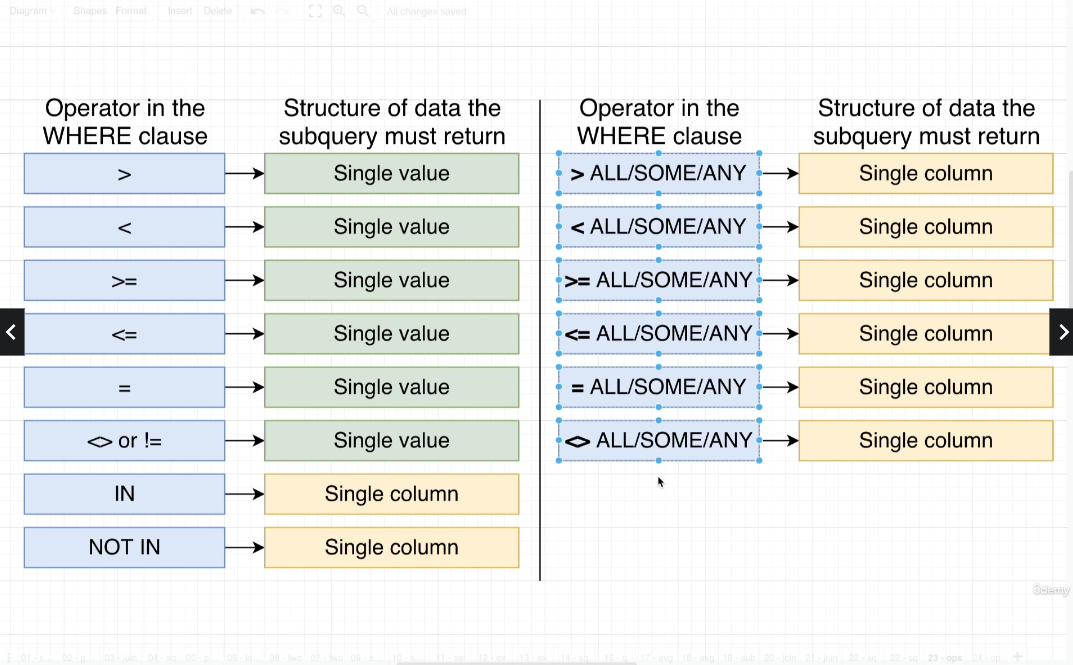 Diagram Shapes Format Insert Delete All changes saved
Operator in the
WHERE clause
Structure of data the
subquery must return
>
Single value
<
Single value
>=
Single value
<=
Single value
=
Single value
<> or !=
Single value
IN
Single column
NOT IN
Single column
Operator in the
WHERE clause
Structure of data the
subquery must return
> ALL/SOME/ANY
Single column
< ALL/SOME/ANY
Single column
>= ALL/SOME/ANY
Single column
<= ALL/SOME/ANY
Single column
= ALL/SOME/ANY
Single column
<> ALL/SOME/ANY
Single column
ûdemy
23 - ops